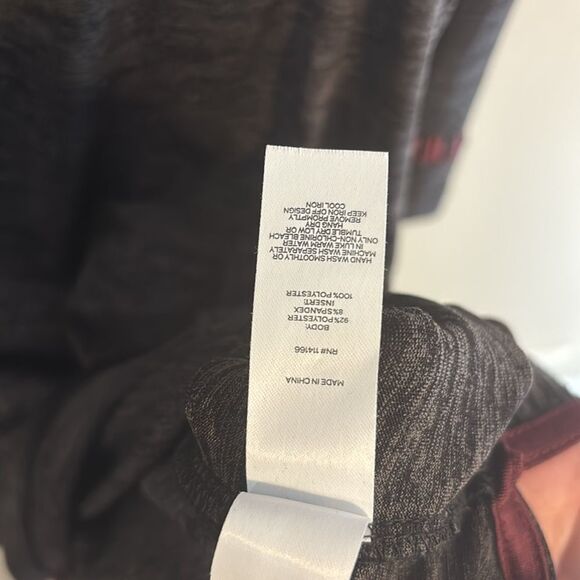 MADE IN CHINA
RN# 114166
BODY:
92% POLYESTER
8% SPANDEX
INSERT:
100% POLYESTER
HAND WASH SMOOTHLY OR
MACHINE WASH SEPARATELY
IN LUKE WARM WATER
ONLY NON-CHLORINE BLEACH
TUMBLE DRY LOW OR
HANG DRY
REMOVE PROMPTLY
KEEP IRON OFF DESIGN
COOL IRON